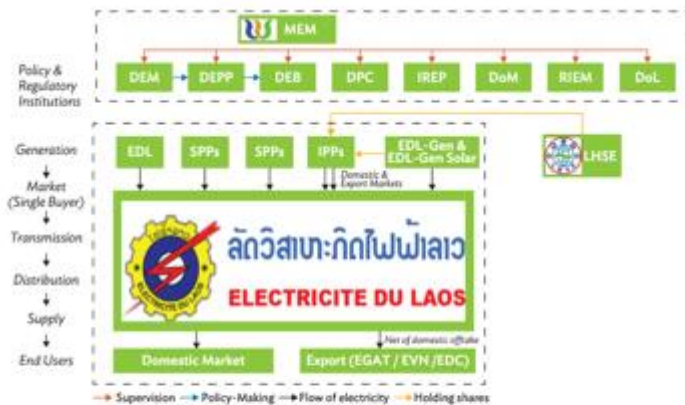 MEM
Policy &
Regulatory
Institutions
DEM DEPP DEB DPC IREP DoM RIEM DoL
Generation
EDL SPPs SPPs IPPs EDL-Gen &
EDL-Gen Solar
LHSE
Domestic &
Export Markets
Market
(Single Buyer)
Transmission
Distribution
Supply
End Users
ລັດວິສາຫະກິດໄຟຟ້າລາວ
ELECTRICITE DU LAOS
ELECTRICITE DU LAOS
Net of domestic offtake
Domestic Market Export (EGAT / EVN /EDC)
Supervision Policy-Making Flow of electricity Holding shares